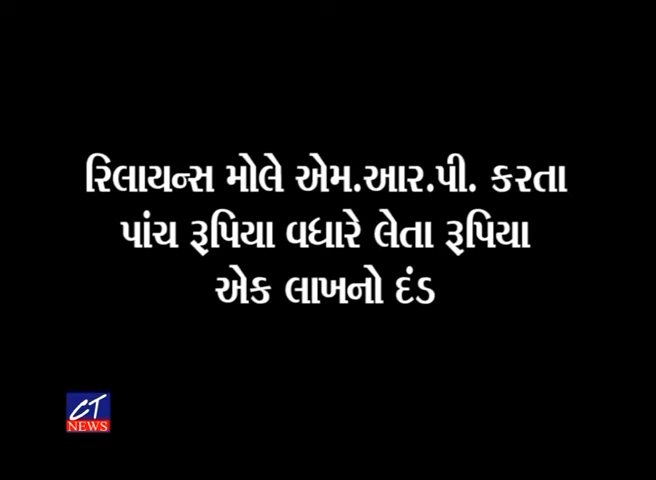 રિલાયન્સ મોલે એમ.આર.પી. કરતા
પાંચ રૂપિયા વધારે લેતા રૂપિયા
એક લાખનો દંડ
CT
NEWS